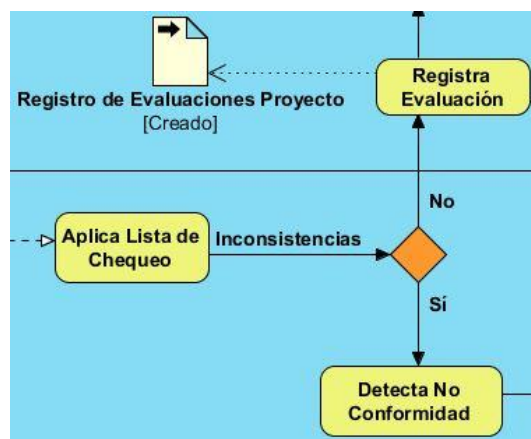 Registro de Evaluaciones Proyecto
[Creado]
Registra
Evaluación
Aplica Lista de
Chequeo
Inconsistencias
No
Sí
Detecta No
Conformidad